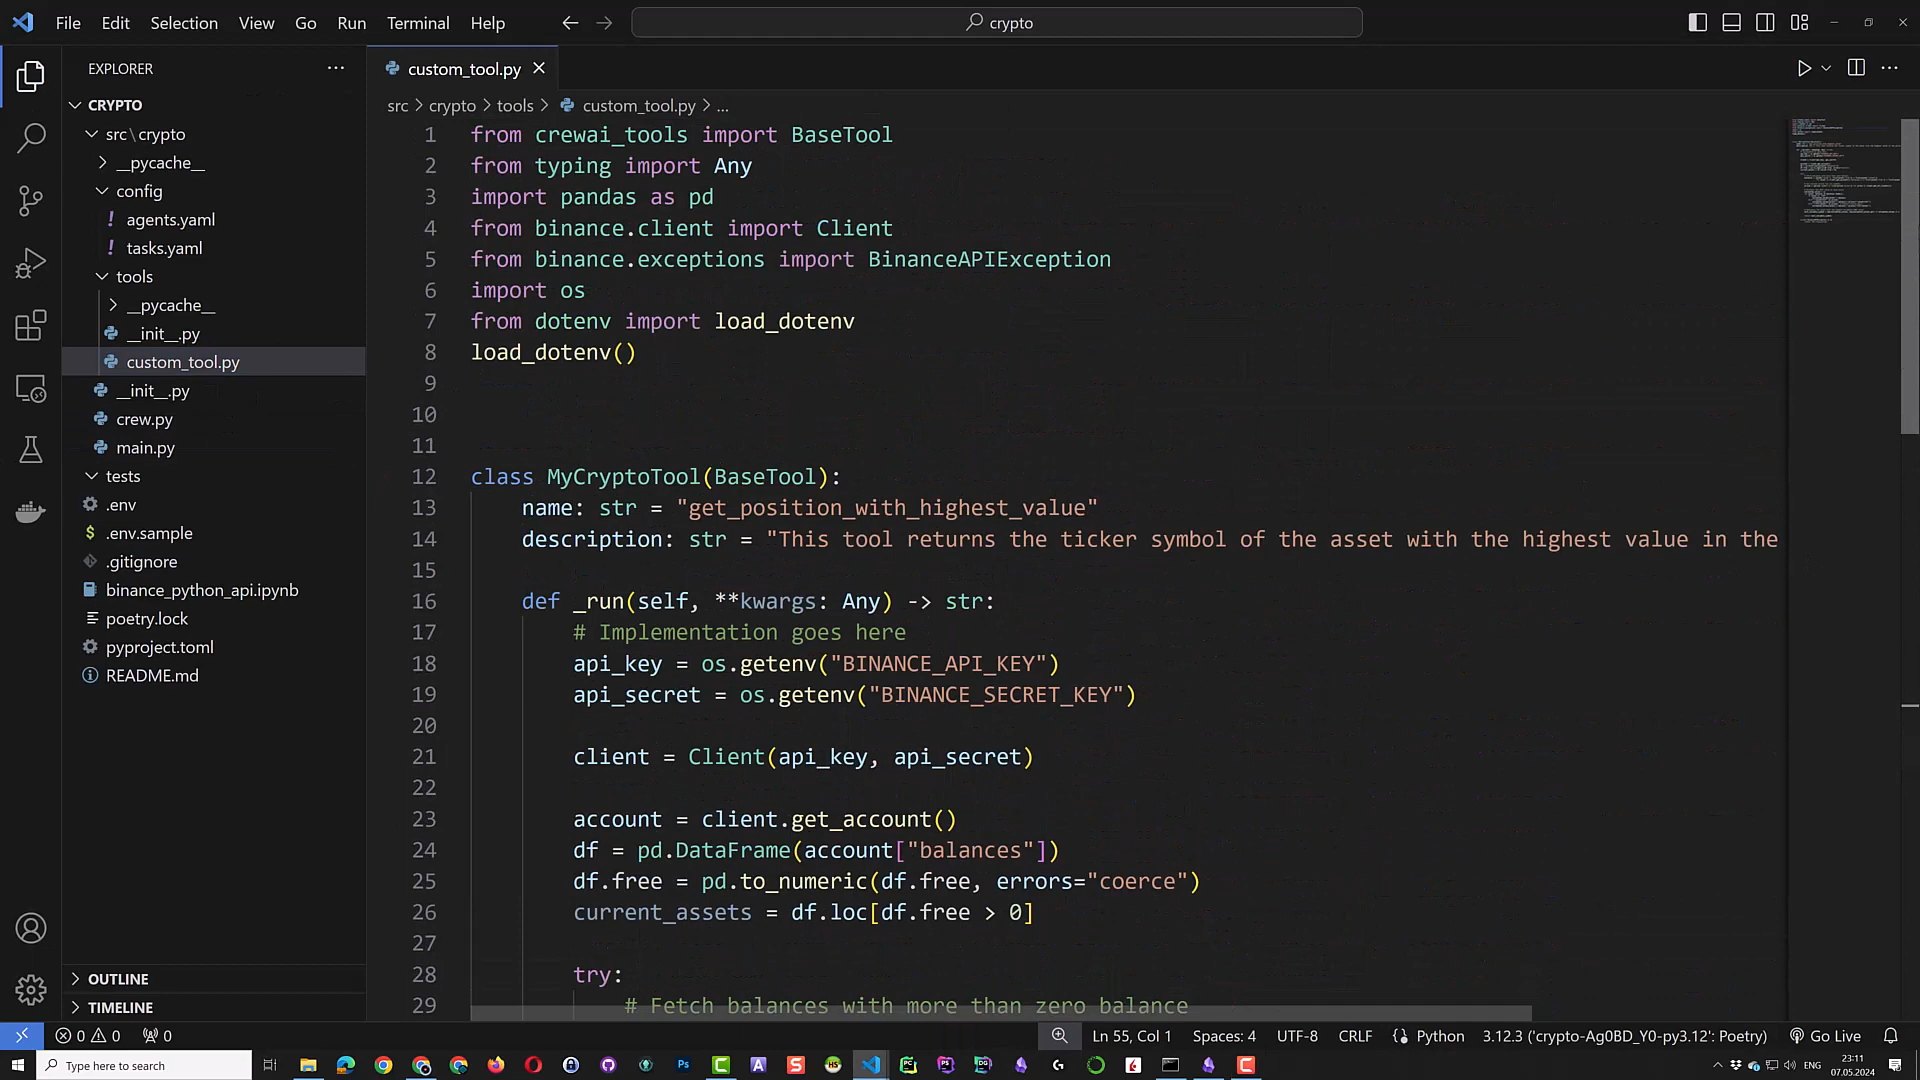 File Edit Selection View Go Run Terminal Help
crypto
EXPLORER
custom_tool.py
CRYPTO
src > crypto > tools > custom_tool.py > ...
src\crypto
__pycache__
config
agents.yaml
tasks.yaml
tools
__pycache__
__init__.py
custom_tool.py
__init__.py
crew.py
main.py
tests
.env
.env.sample
.gitignore
binance_python_api.ipynb
poetry.lock
pyproject.toml
README.md
OUTLINE
TIMELINE
1 from crewai_tools import BaseTool
2 from typing import Any
3 import pandas as pd
4 from binance.client import Client
5 from binance.exceptions import BinanceAPIException
6 import os
7 from dotenv import load_dotenv
8 load_dotenv()
9
10
11
12 class MyCryptoTool(BaseTool):
13 name: str = "get_position_with_highest_value"
14 description: str = "This tool returns the ticker symbol of the asset with the highest value in the
15
16 def _run(self, **kwargs: Any) -> str:
17 # Implementation goes here
18 api_key = os.getenv("BINANCE_API_KEY")
19 api_secret = os.getenv("BINANCE_SECRET_KEY")
20
21 client = Client(api_key, api_secret)
22
23 account = client.get_account()
24 df = pd.DataFrame(account["balances"])
25 df.free = pd.to_numeric(df.free, errors="coerce")
26 current_assets = df.loc[df.free > 0]
27
28 try:
29 # Fetch balances with more than zero balance
0 0 0 Ln 55, Col 1 Spaces: 4 UTF-8 CRLF Python 3.12.3 ('crypto-Ag0BD_Y0-py3.12': Poetry) Go Live
Type here to search
ENG
23:11
07.05.2024